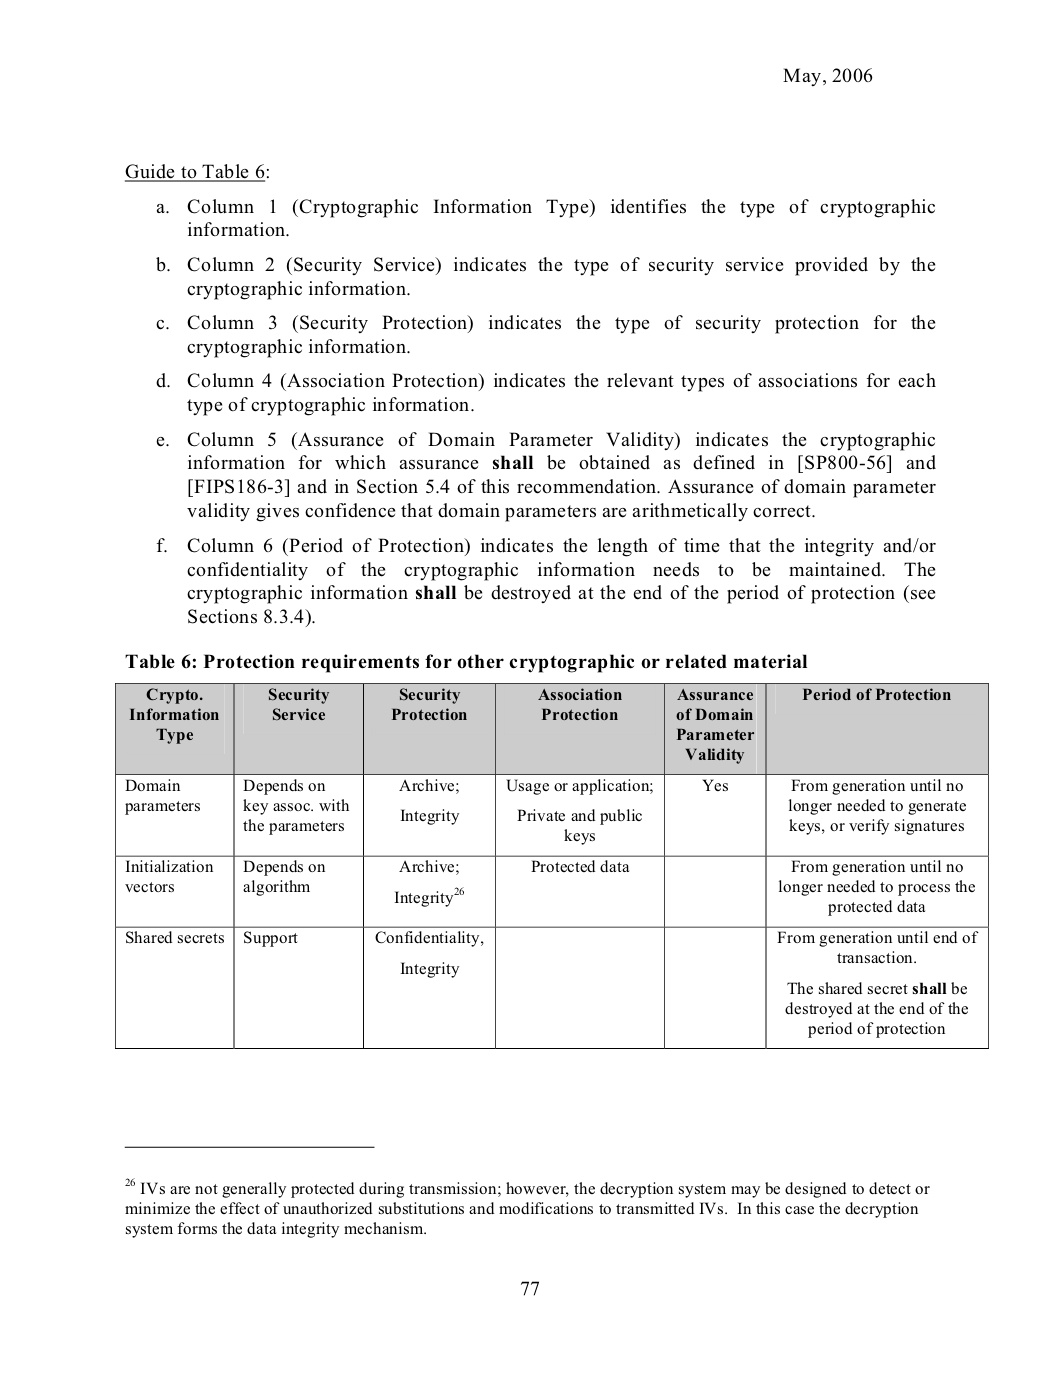 May, 2006
Guide to Table 6:
a. Column 1 (Cryptographic Information Type) identifies the type of cryptographic
information.
b. Column 2 (Security Service) indicates the type of security service provided by the
cryptographic information.
c. Column 3 (Security Protection) indicates the type of security protection for the
cryptographic information.
d. Column 4 (Association Protection) indicates the relevant types of associations for each
type of cryptographic information.
e. Column 5 (Assurance of Domain Parameter Validity) indicates the cryptographic
information for which assurance shall be obtained as defined in [SP800-56] and
[FIPS186-3] and in Section 5.4 of this recommendation. Assurance of domain parameter
validity gives confidence that domain parameters are arithmetically correct.
f. Column 6 (Period of Protection) indicates the length of time that the integrity and/or
confidentiality of the cryptographic information needs to be maintained. The
cryptographic information shall be destroyed at the end of the period of protection (see
Sections 8.3.4).
Table 6: Protection requirements for other cryptographic or related material
Crypto.
Information
Type
Security
Service
Security
Protection
Association
Protection
Assurance
of Domain
Parameter
Validity
Period of Protection
Domain
parameters
Depends on
key assoc. with
the parameters
Archive;
Integrity
Usage or application;
Private and public
keys
Yes
From generation until no
longer needed to generate
keys, or verify signatures
Initialization
vectors
Depends on
algorithm
Archive;
Integrity26
Protected data
From generation until no
longer needed to process the
protected data
Shared secrets
Support
Confidentiality,
Integrity
From generation until end of
transaction.
The shared secret shall be
destroyed at the end of the
period of protection
26 IVs are not generally protected during transmission; however, the decryption system may be designed to detect or
minimize the effect of unauthorized substitutions and modifications to transmitted IVs. In this case the decryption
system forms the data integrity mechanism.
77